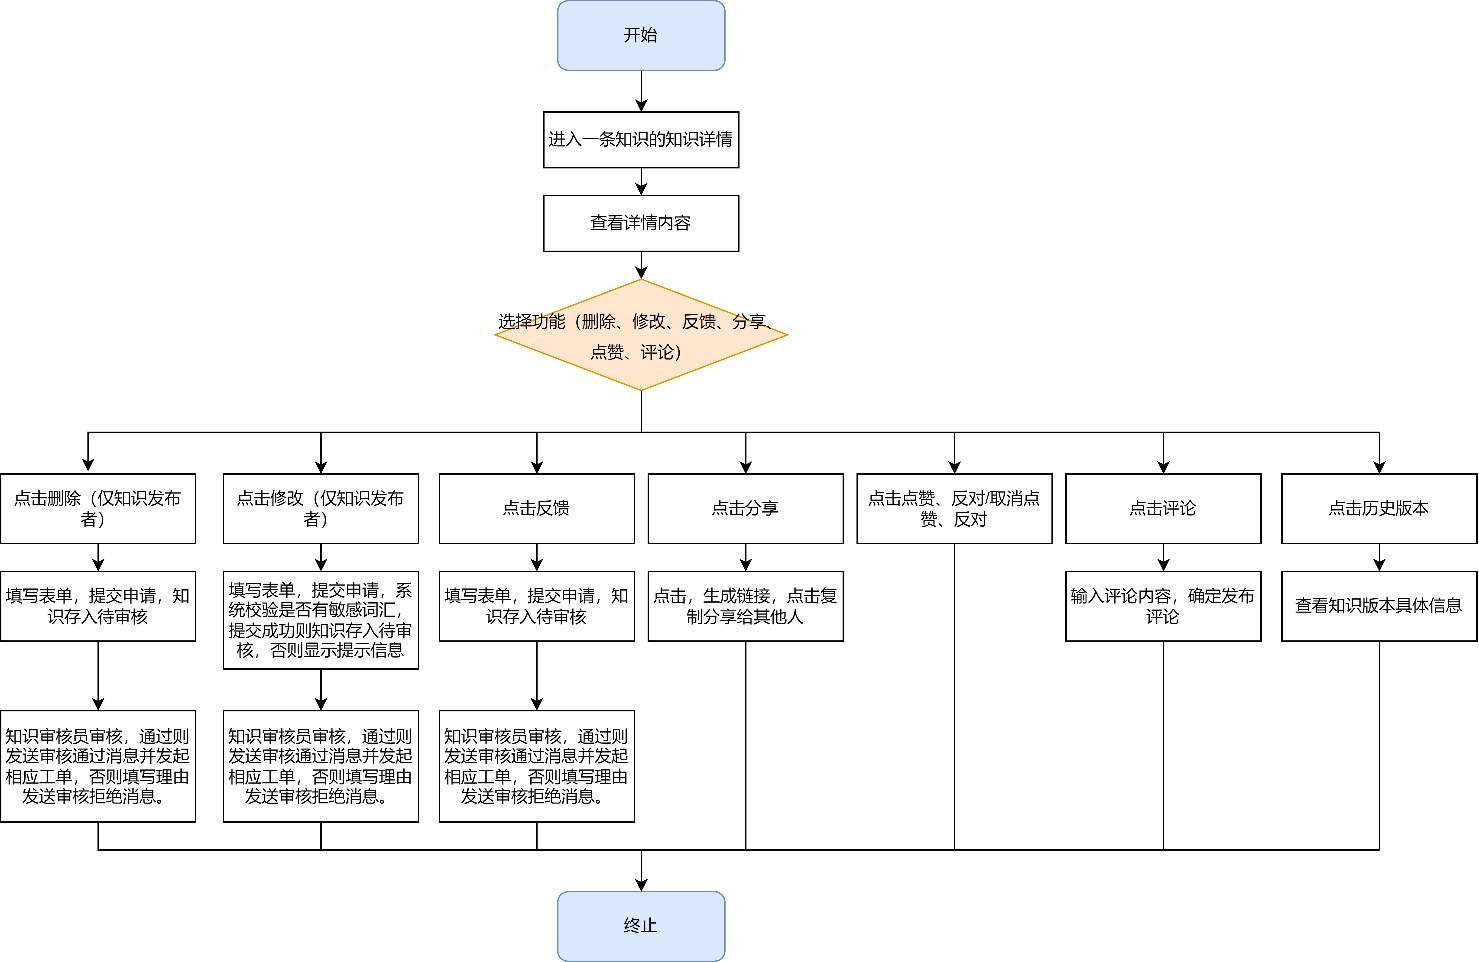 开始
进入一条知识的知识详情
查看详情内容
选择功能（删除、修改、反馈、分享、
点赞、评论）
点击删除（仅知识发布
者）
点击修改（仅知识发布
者）
点击反馈
点击分享
点击点赞、反对/取消点
赞、反对
点击评论
点击历史版本
填写表单，提交申请，知
识存入待审核
填写表单，提交申请，系
统校验是否有敏感词汇，
提交成功则知识存入待审
核，否则显示提示信息
填写表单，提交申请，知
识存入待审核
点击，生成链接，点击复
制分享给其他人
输入评论内容，确定发布
评论
查看知识版本具体信息
知识审核员审核，通过则
发送审核通过消息并发起
相应工单，否则填写理由
发送审核拒绝消息。
知识审核员审核，通过则
发送审核通过消息并发起
相应工单，否则填写理由
发送审核拒绝消息。
知识审核员审核，通过则
发送审核通过消息并发起
相应工单，否则填写理由
发送审核拒绝消息。
终止